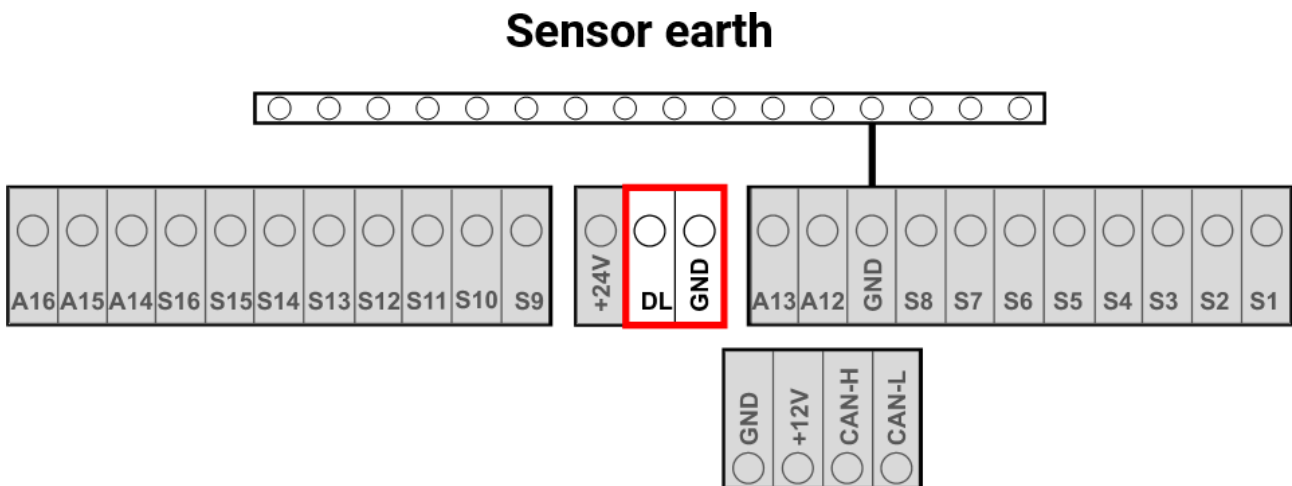 Sensor earth
A16 A15 A14 S16 S15 S14 S13 S12 S11 S10 S9 +24V DL GND A13 A12 GND S8 S7 S6 S5 S4 S3 S2 S1
GND +12V CAN-H CAN-L